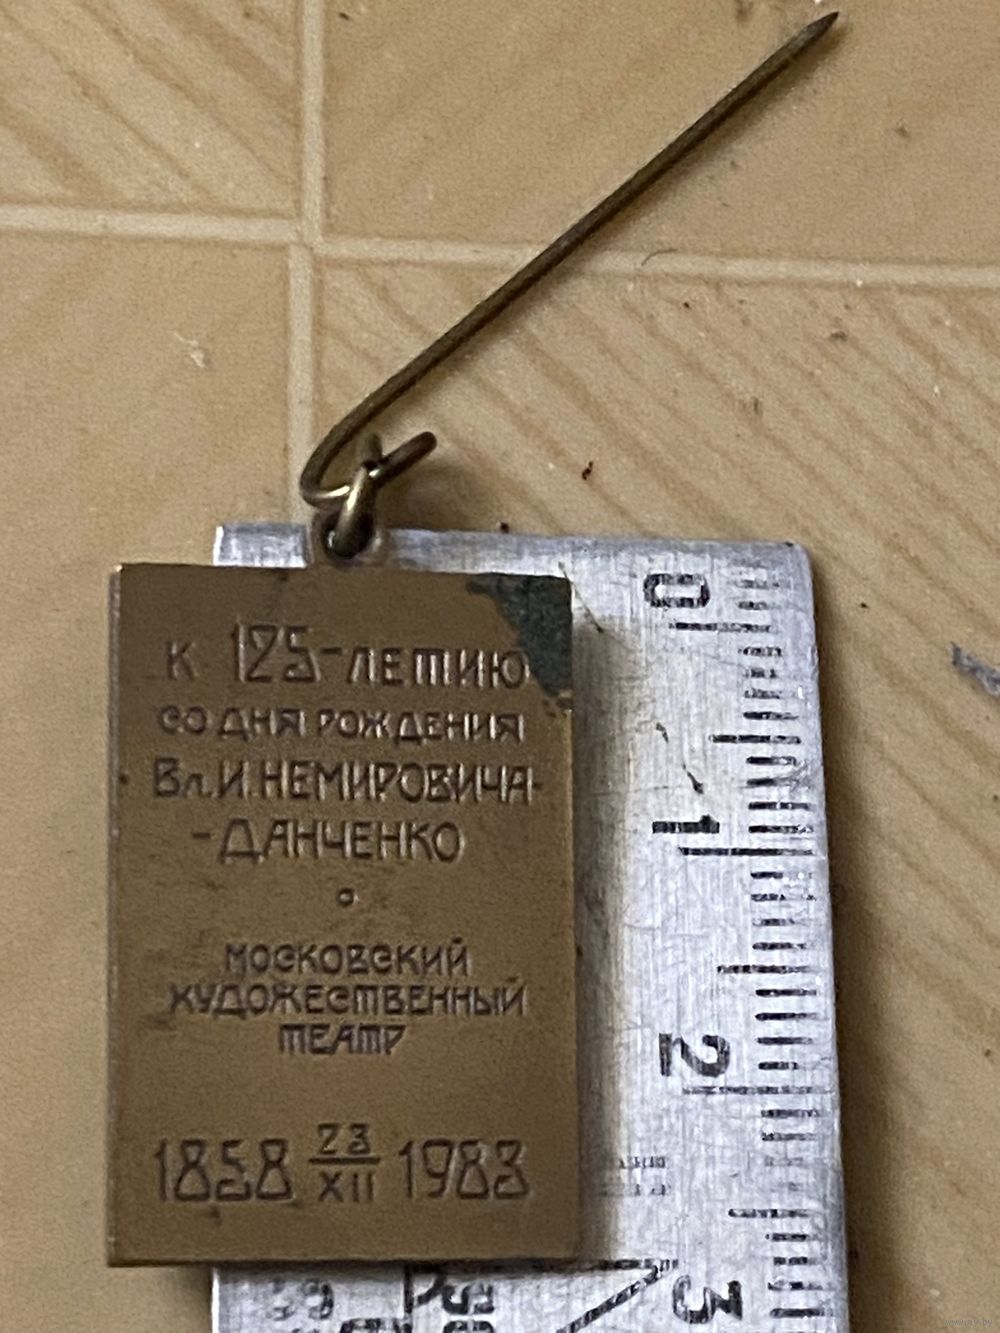 К 125-ЛЕТИЮ
СО ДНЯ РОЖДЕНИЯ
Вл. И. НЕМИРОВИЧА-
-ДАНЧЕНКО
МОСКОВСКИЙ
ХУДОЖЕСТВЕННЫЙ
ТЕАТР
1858 23/XII 1983
0
1
2
3